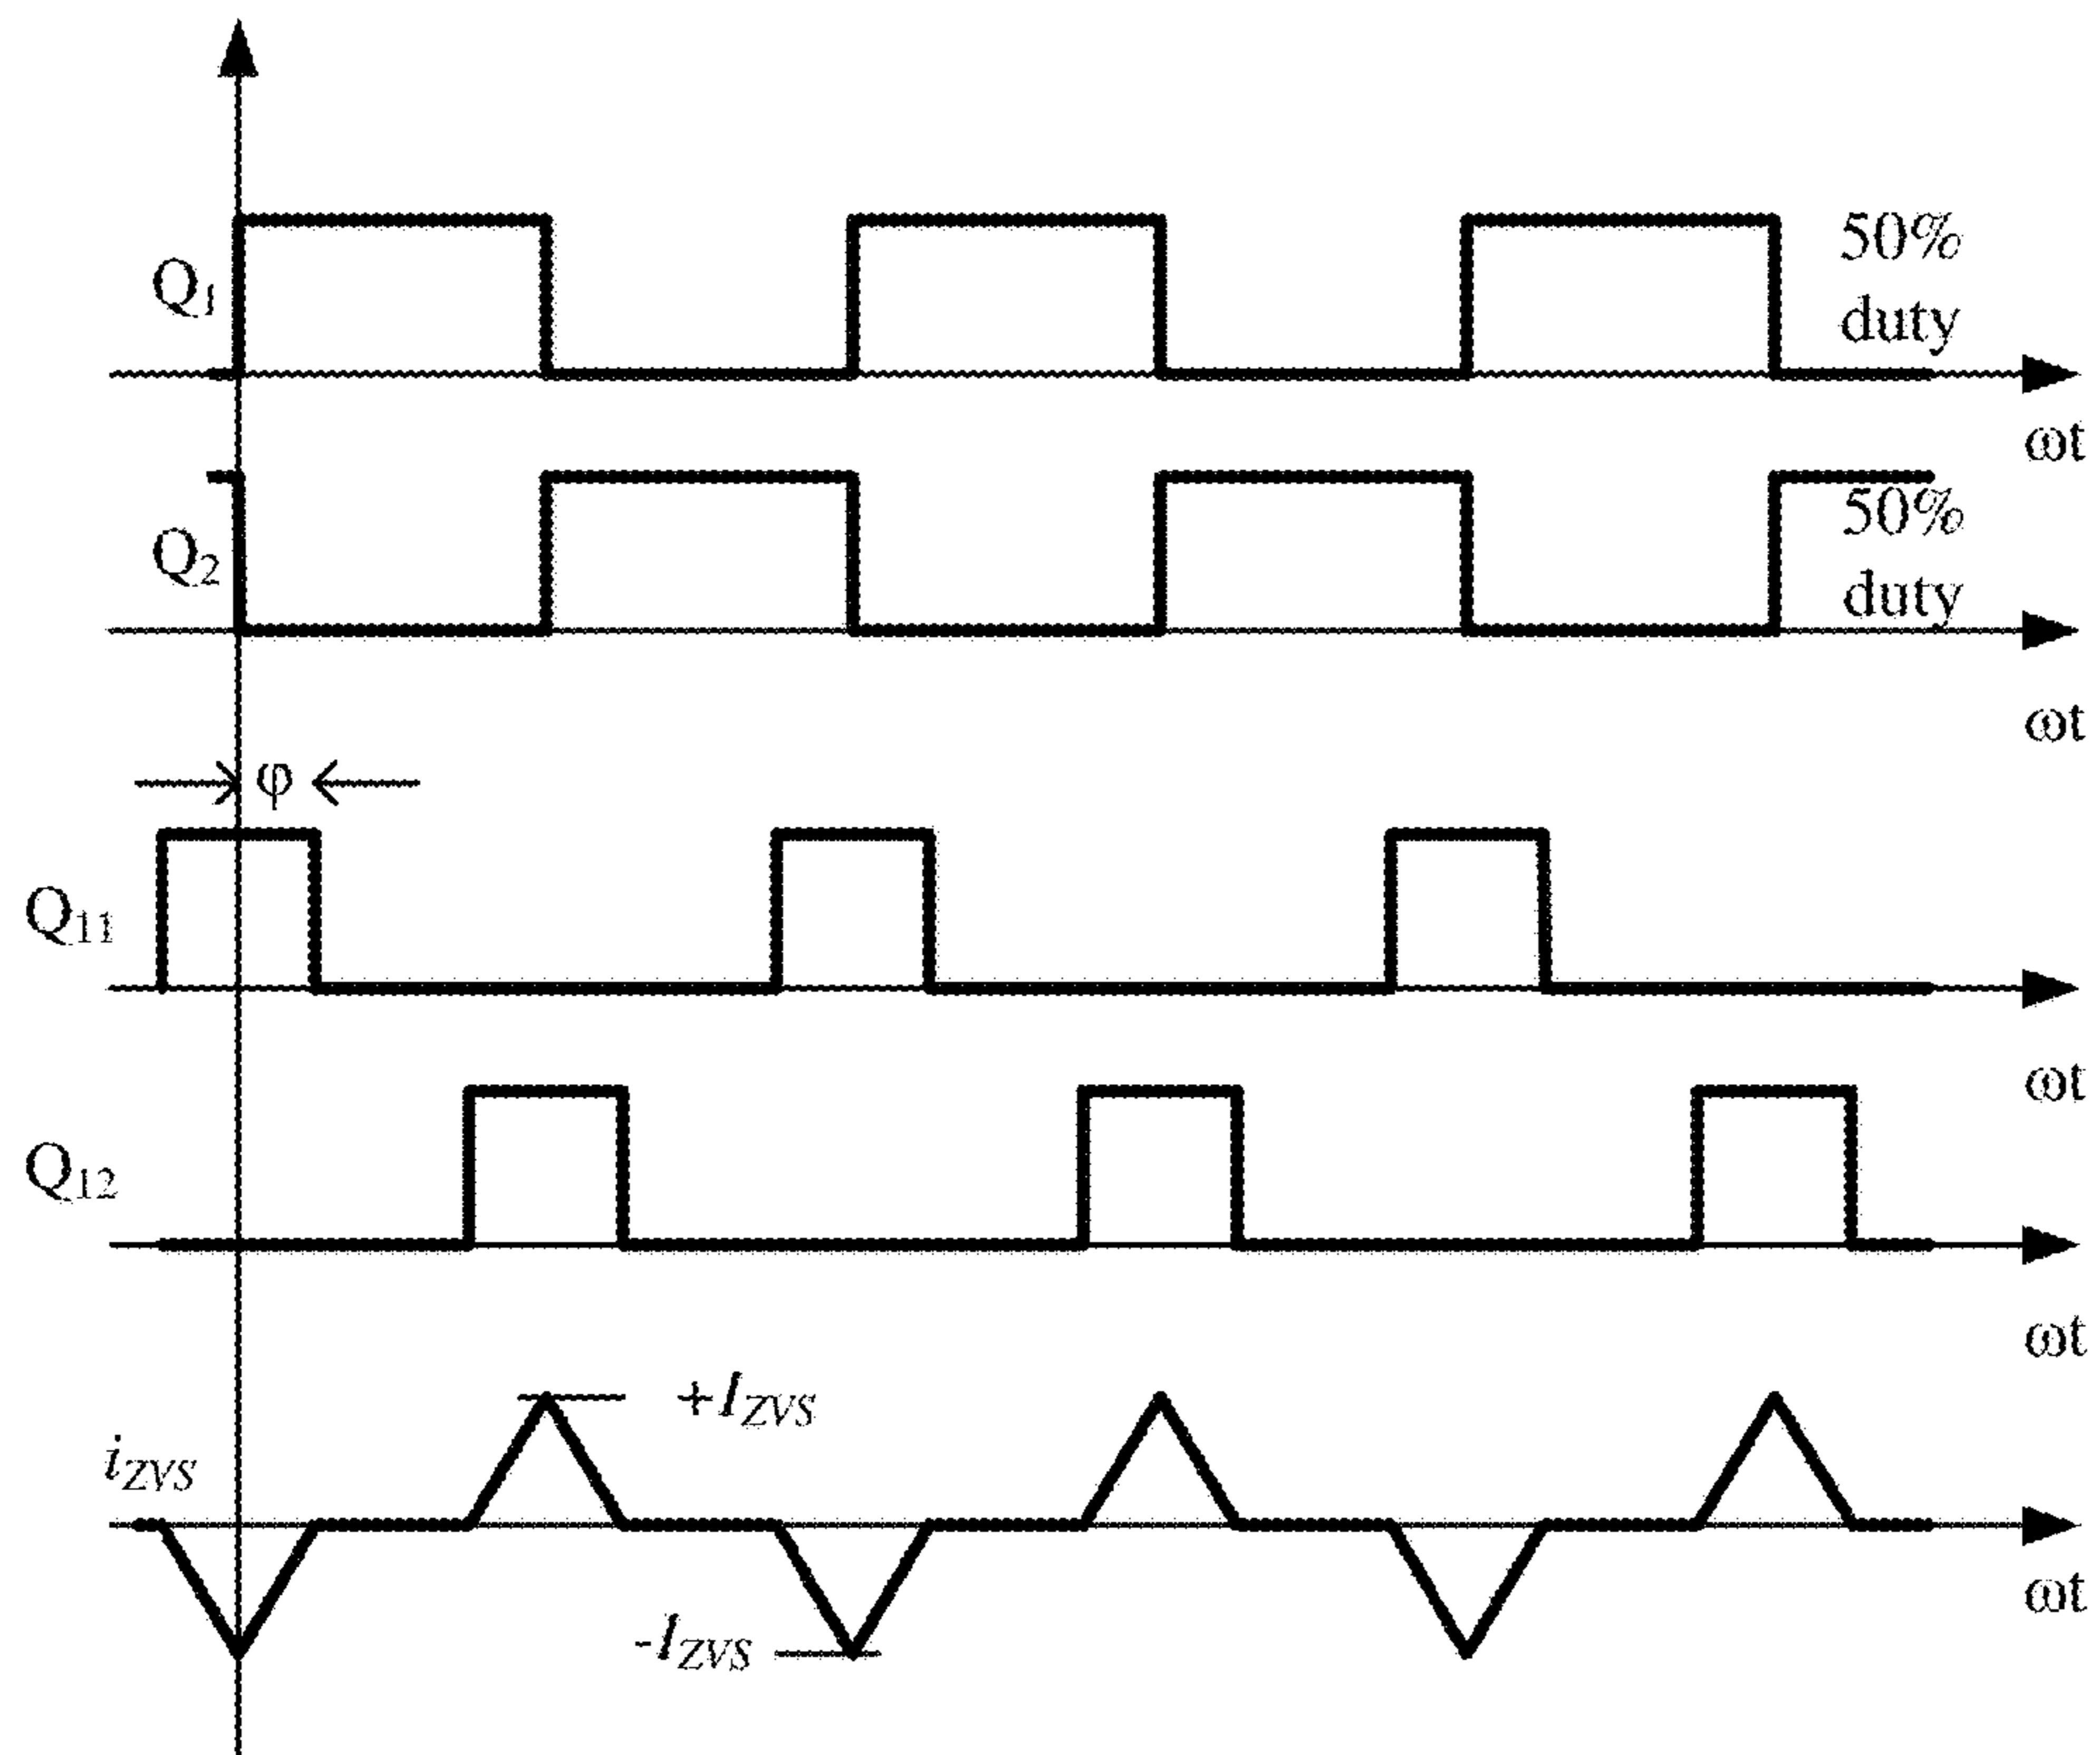 Q1
50%
duty
ωt
Q2
50%
duty
ωt
φ
Q11
ωt
Q12
ωt
+IZVS
iZVS
ωt
-IZVS